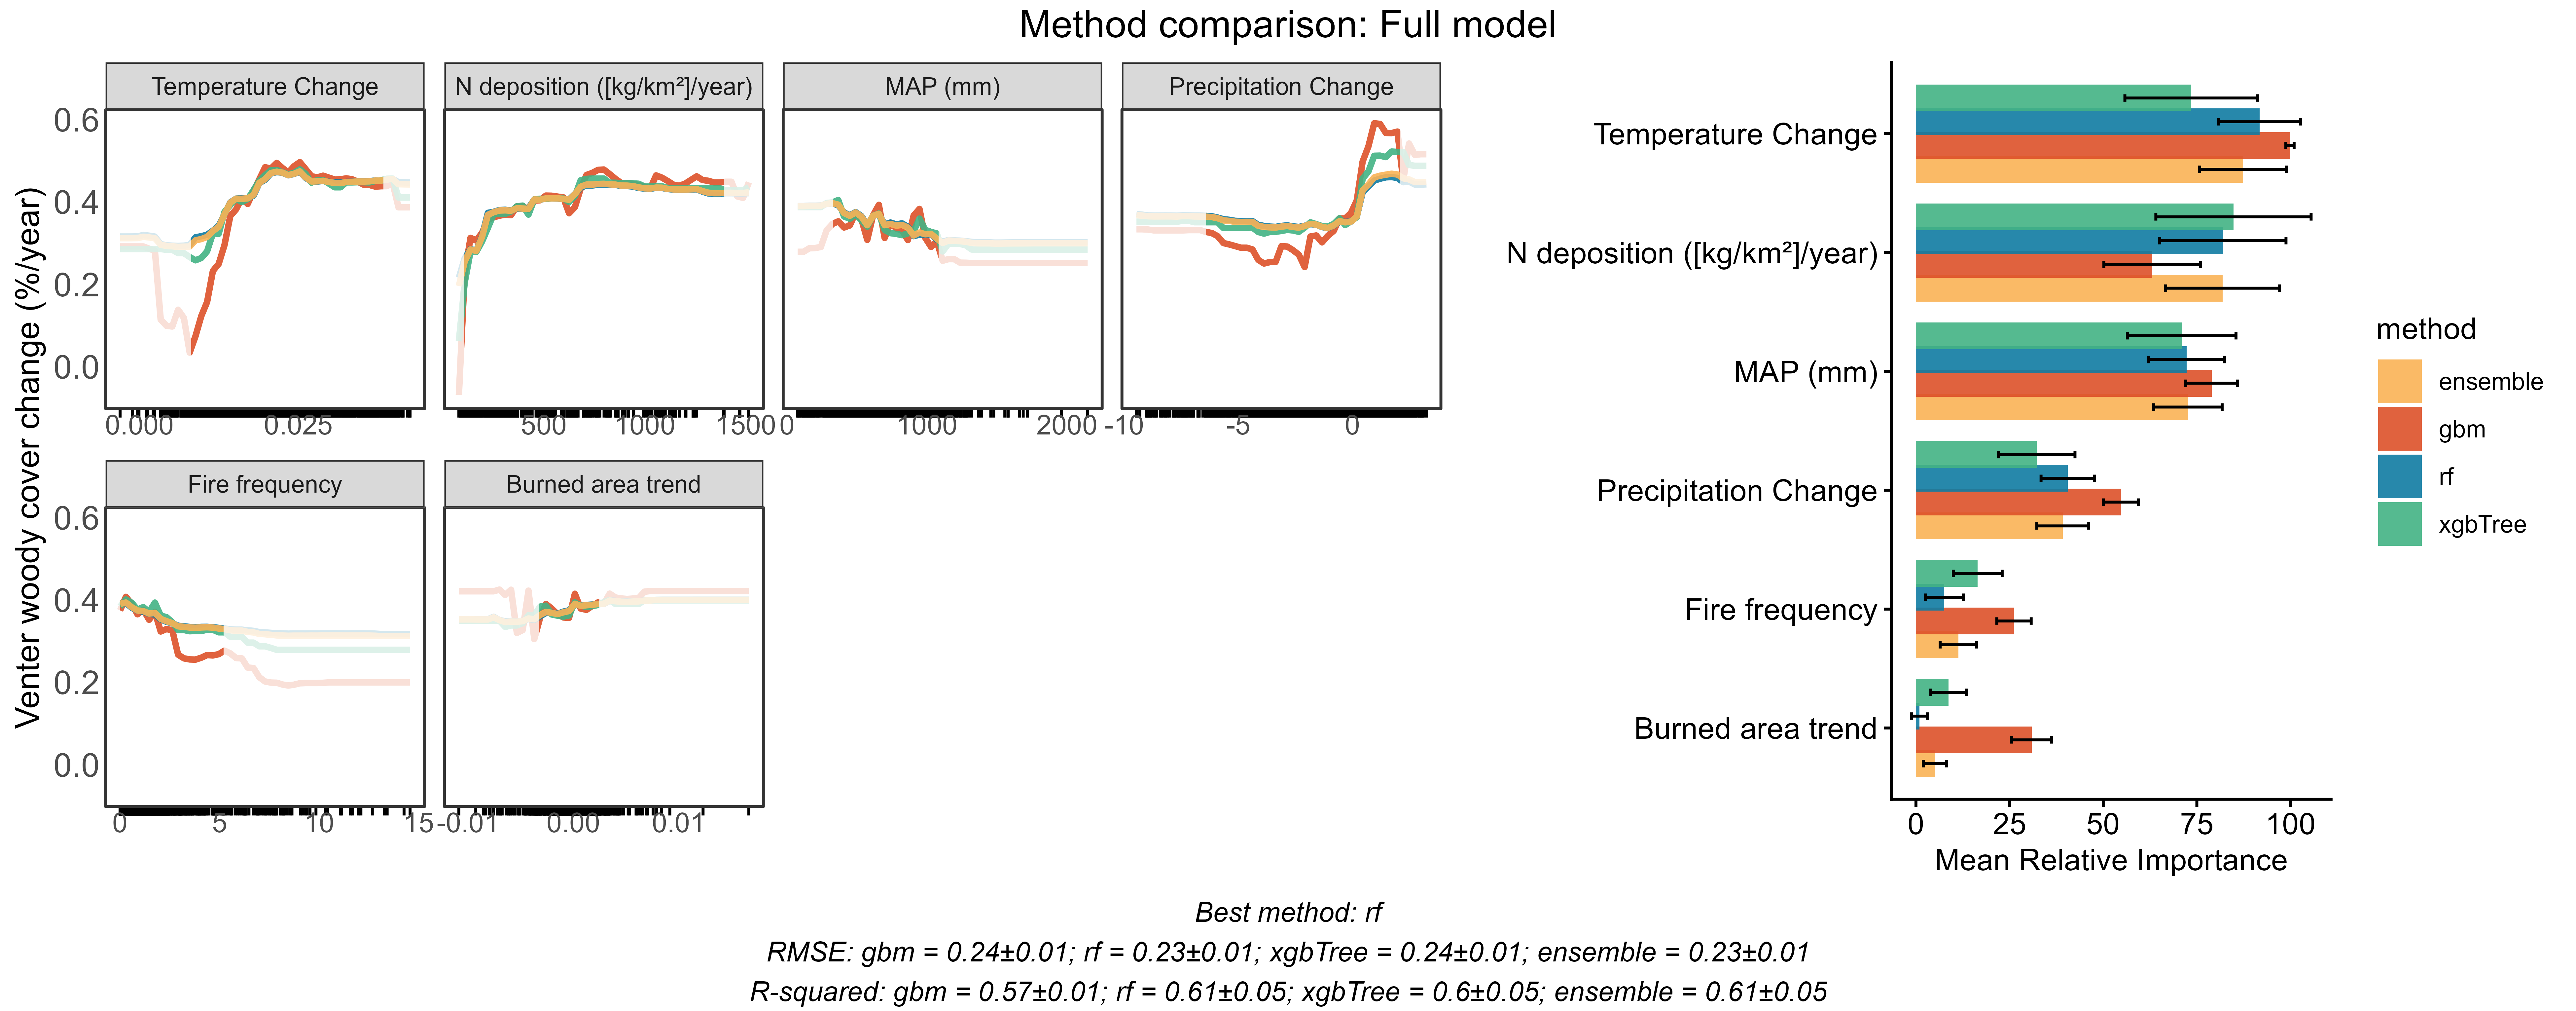 Method comparison: Full model
Temperature Change
N deposition ([kg/km²]/year)
MAP (mm)
Precipitation Change
Venter woody cover change (%/year)
0.6
0.4
0.2
0.0
0.000 0.025
500 1000 1500
0 1000 2000
-10 -5 0
Fire frequency
Burned area trend
0.6
0.4
0.2
0.0
0 5 10 15
-0.01 0.00 0.01
Temperature Change
N deposition ([kg/km²]/year)
MAP (mm)
Precipitation Change
Fire frequency
Burned area trend
0 25 50 75 100
Mean Relative Importance
method
ensemble
gbm
rf
xgbTree
Best method: rf
RMSE: gbm = 0.24±0.01; rf = 0.23±0.01; xgbTree = 0.24±0.01; ensemble = 0.23±0.01
R-squared: gbm = 0.57±0.01; rf = 0.61±0.05; xgbTree = 0.6±0.05; ensemble = 0.61±0.05